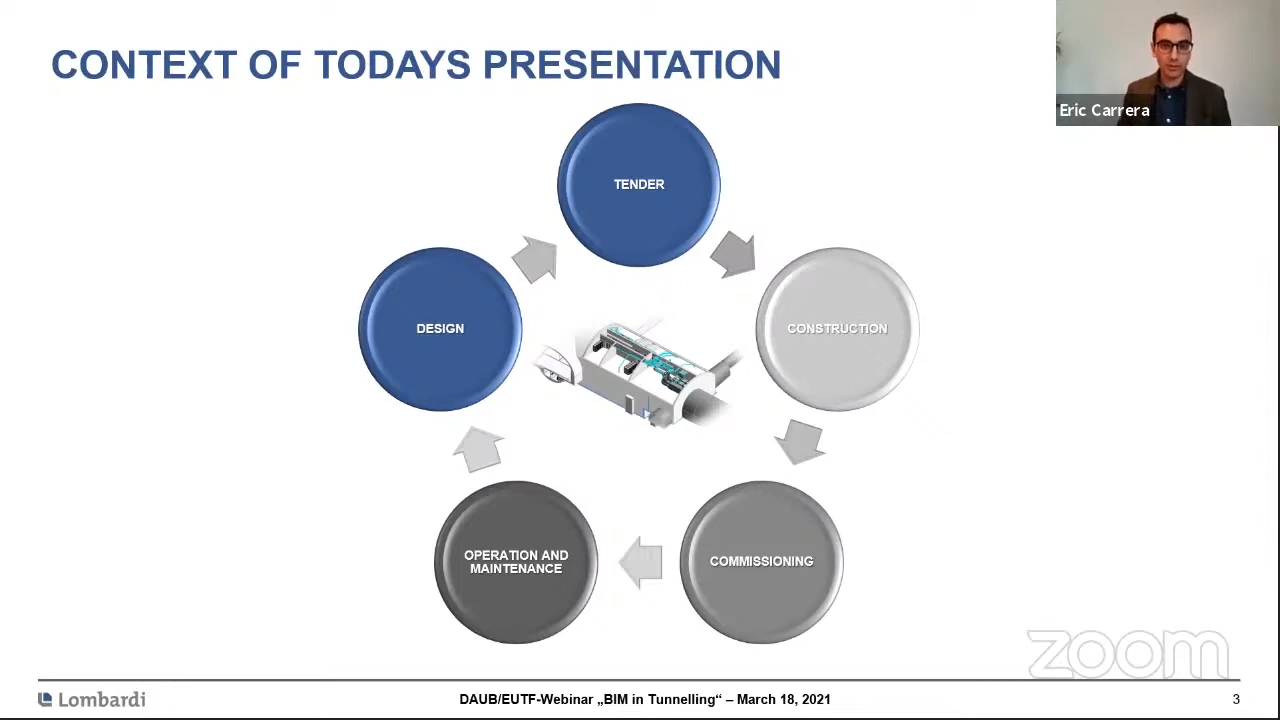 CONTEXT OF TODAYS PRESENTATION
Eric Carrera
TENDER
DESIGN
CONSTRUCTION
OPERATION AND
MAINTENANCE
COMMISSIONING
zoom
Lombardi
DAUB/EUTF-Webinar „BIM in Tunnelling“ – March 18, 2021
3